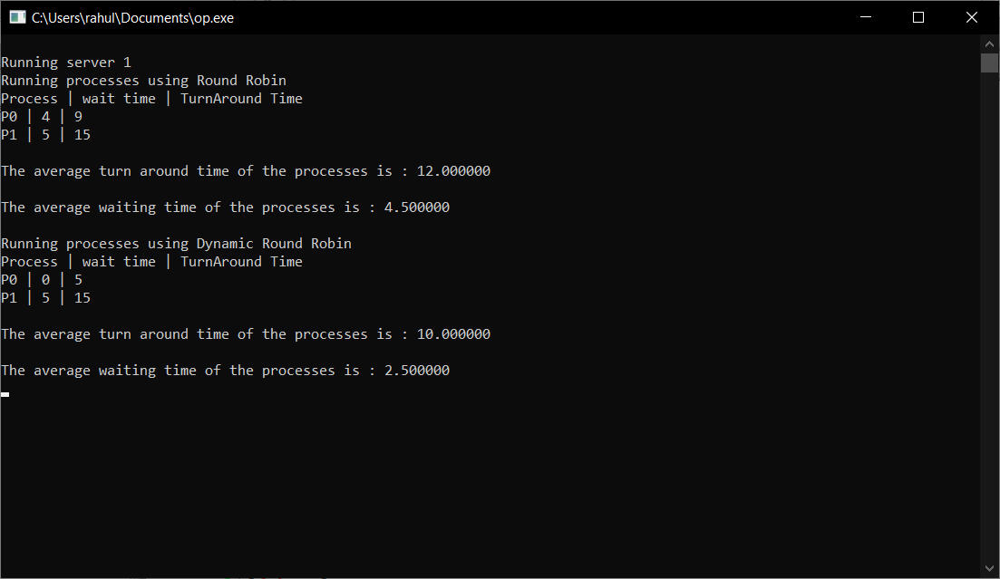 C:\Users\rahul\Documents\op.exe
Running server 1
Running processes using Round Robin
Process | wait time | TurnAround Time
P0 | 4 | 9
P1 | 5 | 15
The average turn around time of the processes is : 12.000000
The average waiting time of the processes is : 4.500000
Running processes using Dynamic Round Robin
Process | wait time | TurnAround Time
P0 | 0 | 5
P1 | 5 | 15
The average turn around time of the processes is : 10.000000
The average waiting time of the processes is : 2.500000